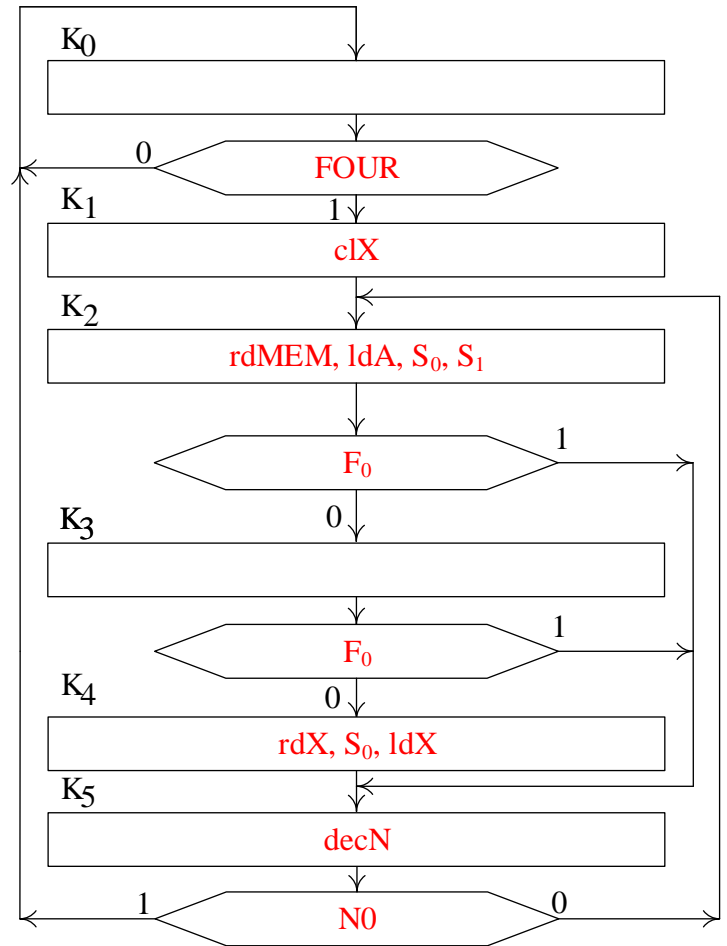 K0
0
FOUR
K1
1
clX
K2
rdMEM, ldA, S0, S1
1
F0
0
K3
1
F0
0
K4
rdX, S0, ldX
K5
decN
1
0
N0